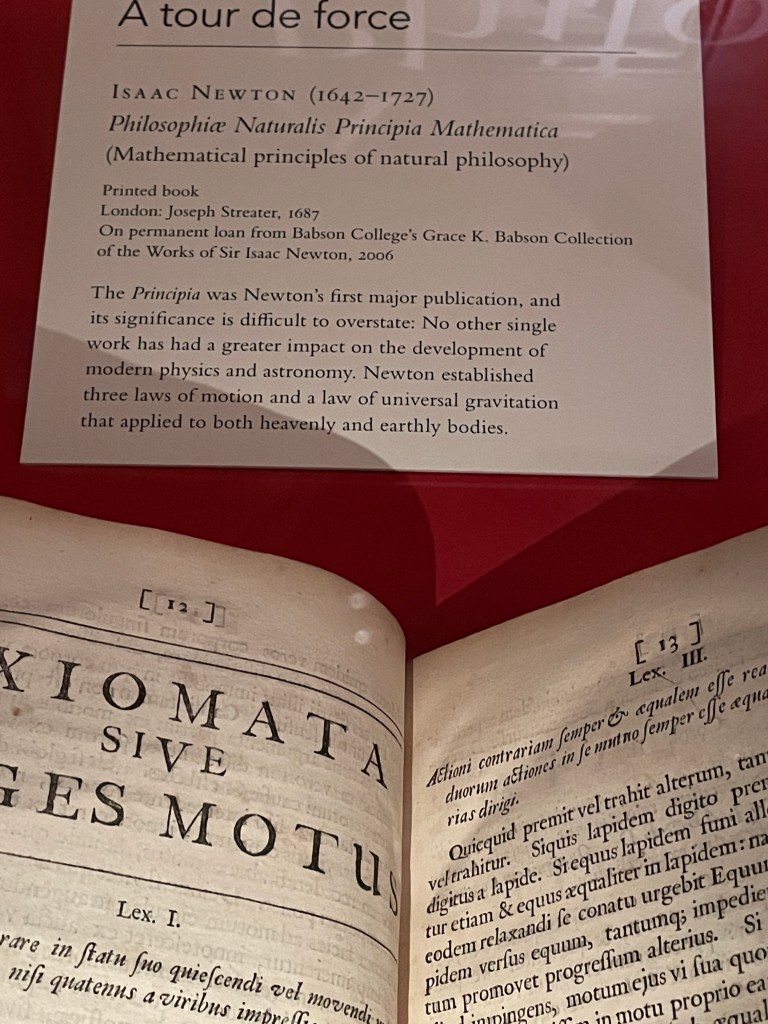 A tour de force
ISAAC NEWTON (1642–1727)
Philosophiæ Naturalis Principia Mathematica
(Mathematical principles of natural philosophy)
Printed book
London: Joseph Streater, 1687
On permanent loan from Babson College's Grace K. Babson Collection
of the Works of Sir Isaac Newton, 2006
The Principia was Newton's first major publication, and
its significance is difficult to overstate: No other single
work has had a greater impact on the development of
modern physics and astronomy. Newton established
three laws of motion and a law of universal gravitation
that applied to both heavenly and earthly bodies.
[ 12 ]
XIOMATA
SIVE
GES MOTUS
Lex. I.
rare in ſtatu ſuo quieſcendi vel movendi
niſi quatenus a viribus impreſſi
[ 13 ]
Lex. III.
Actioni contrariam ſemper & æqualem eſſe rea
duorum actiones in ſe mutuo ſemper eſſe æqua
rias dirigi.
Quicquid premit vel trahit alterum, tan
vel trahitur. Siquis lapidem digito prem
digitus a lapide. Si equus lapidem funi all
tur etiam & equus æqualiter in lapidem: na
eodem relaxandi ſe conatu urgebit Equu
pidem verſus equum, tantumq; impedie
tum promovet progreſſum alterius. Si
impingens, motum ejus vi ſua quo
in motu proprio ea
æqual